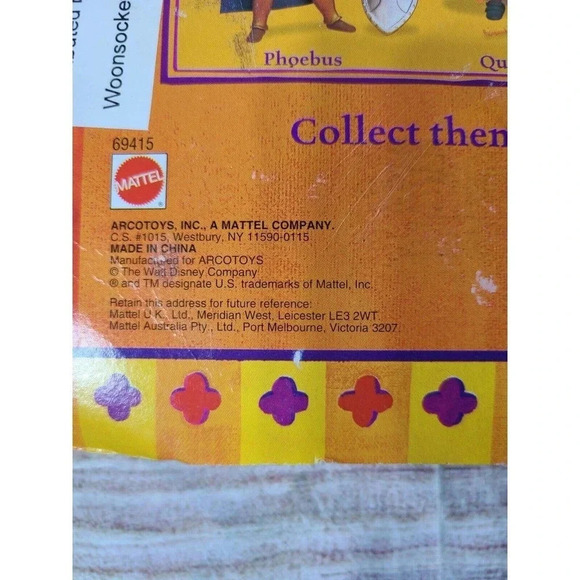 Woonsocke
Phoebus
Qu
Collect then
69415
MATTEL
®
ARCOTOYS, INC., A MATTEL COMPANY.
C.S. #1015, Westbury, NY 11590-0115
MADE IN CHINA
Manufactured for ARCOTOYS
© The Walt Disney Company
® and TM designate U.S. trademarks of Mattel, Inc.
Retain this address for future reference:
Mattel U.K., Ltd., Meridian West, Leicester LE3 2WT.
Mattel Australia Pty., Ltd., Port Melbourne, Victoria 3207.